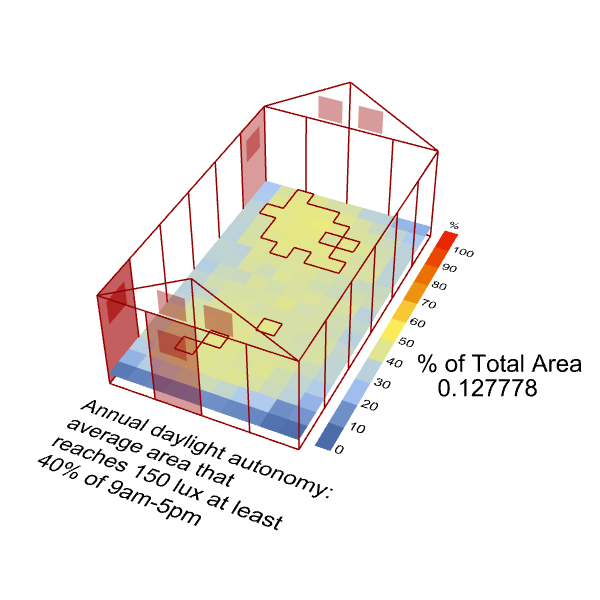 %
100
90
80
70
60
50
40
30
20
10
0
% of Total Area
0.127778
Annual daylight autonomy:
average area that
reaches 150 lux at least
40% of 9am-5pm